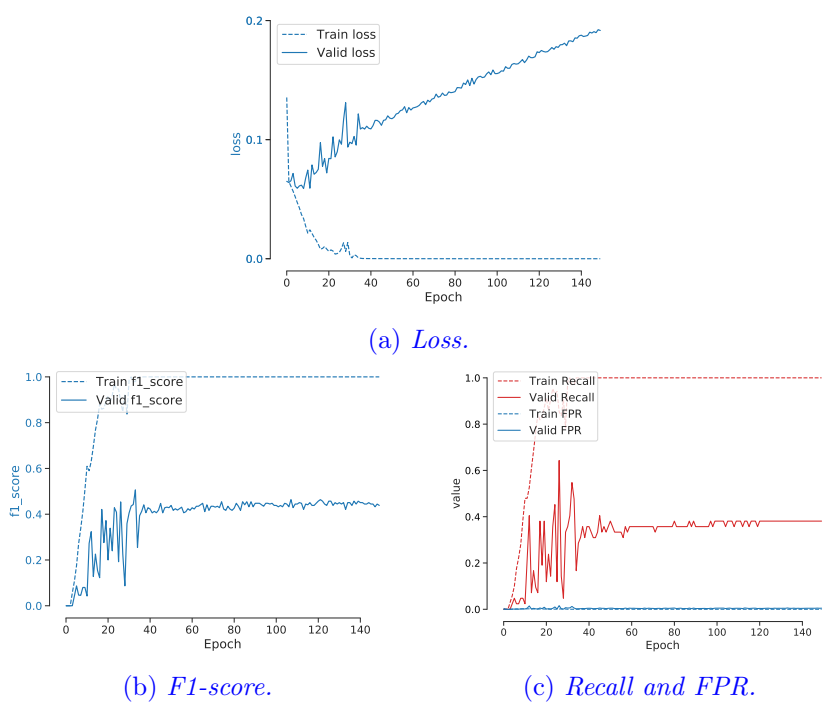 0.2
Train loss
Valid loss
0.1
loss
0.0
0 20 40 60 80 100 120 140
Epoch
(a) Loss.
1.0
Train f1_score
Valid f1_score
0.8
0.6
f1_score
0.4
0.2
0.0
0 20 40 60 80 100 120 140
Epoch
(b) F1-score.
1.0
Train Recall
Valid Recall
Train FPR
Valid FPR
0.8
0.6
value
0.4
0.2
0.0
0 20 40 60 80 100 120 140
Epoch
(c) Recall and FPR.